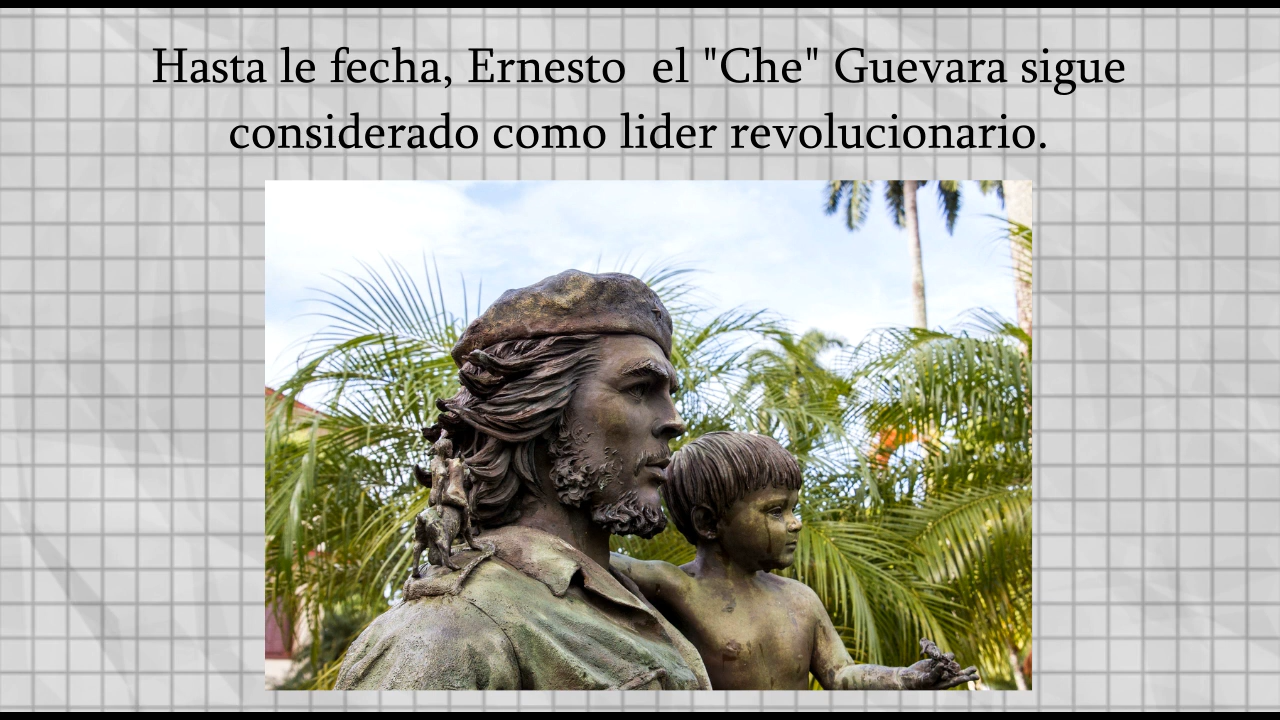 Hasta le fecha, Ernesto  el "Che" Guevara sigue
considerado como lider revolucionario.